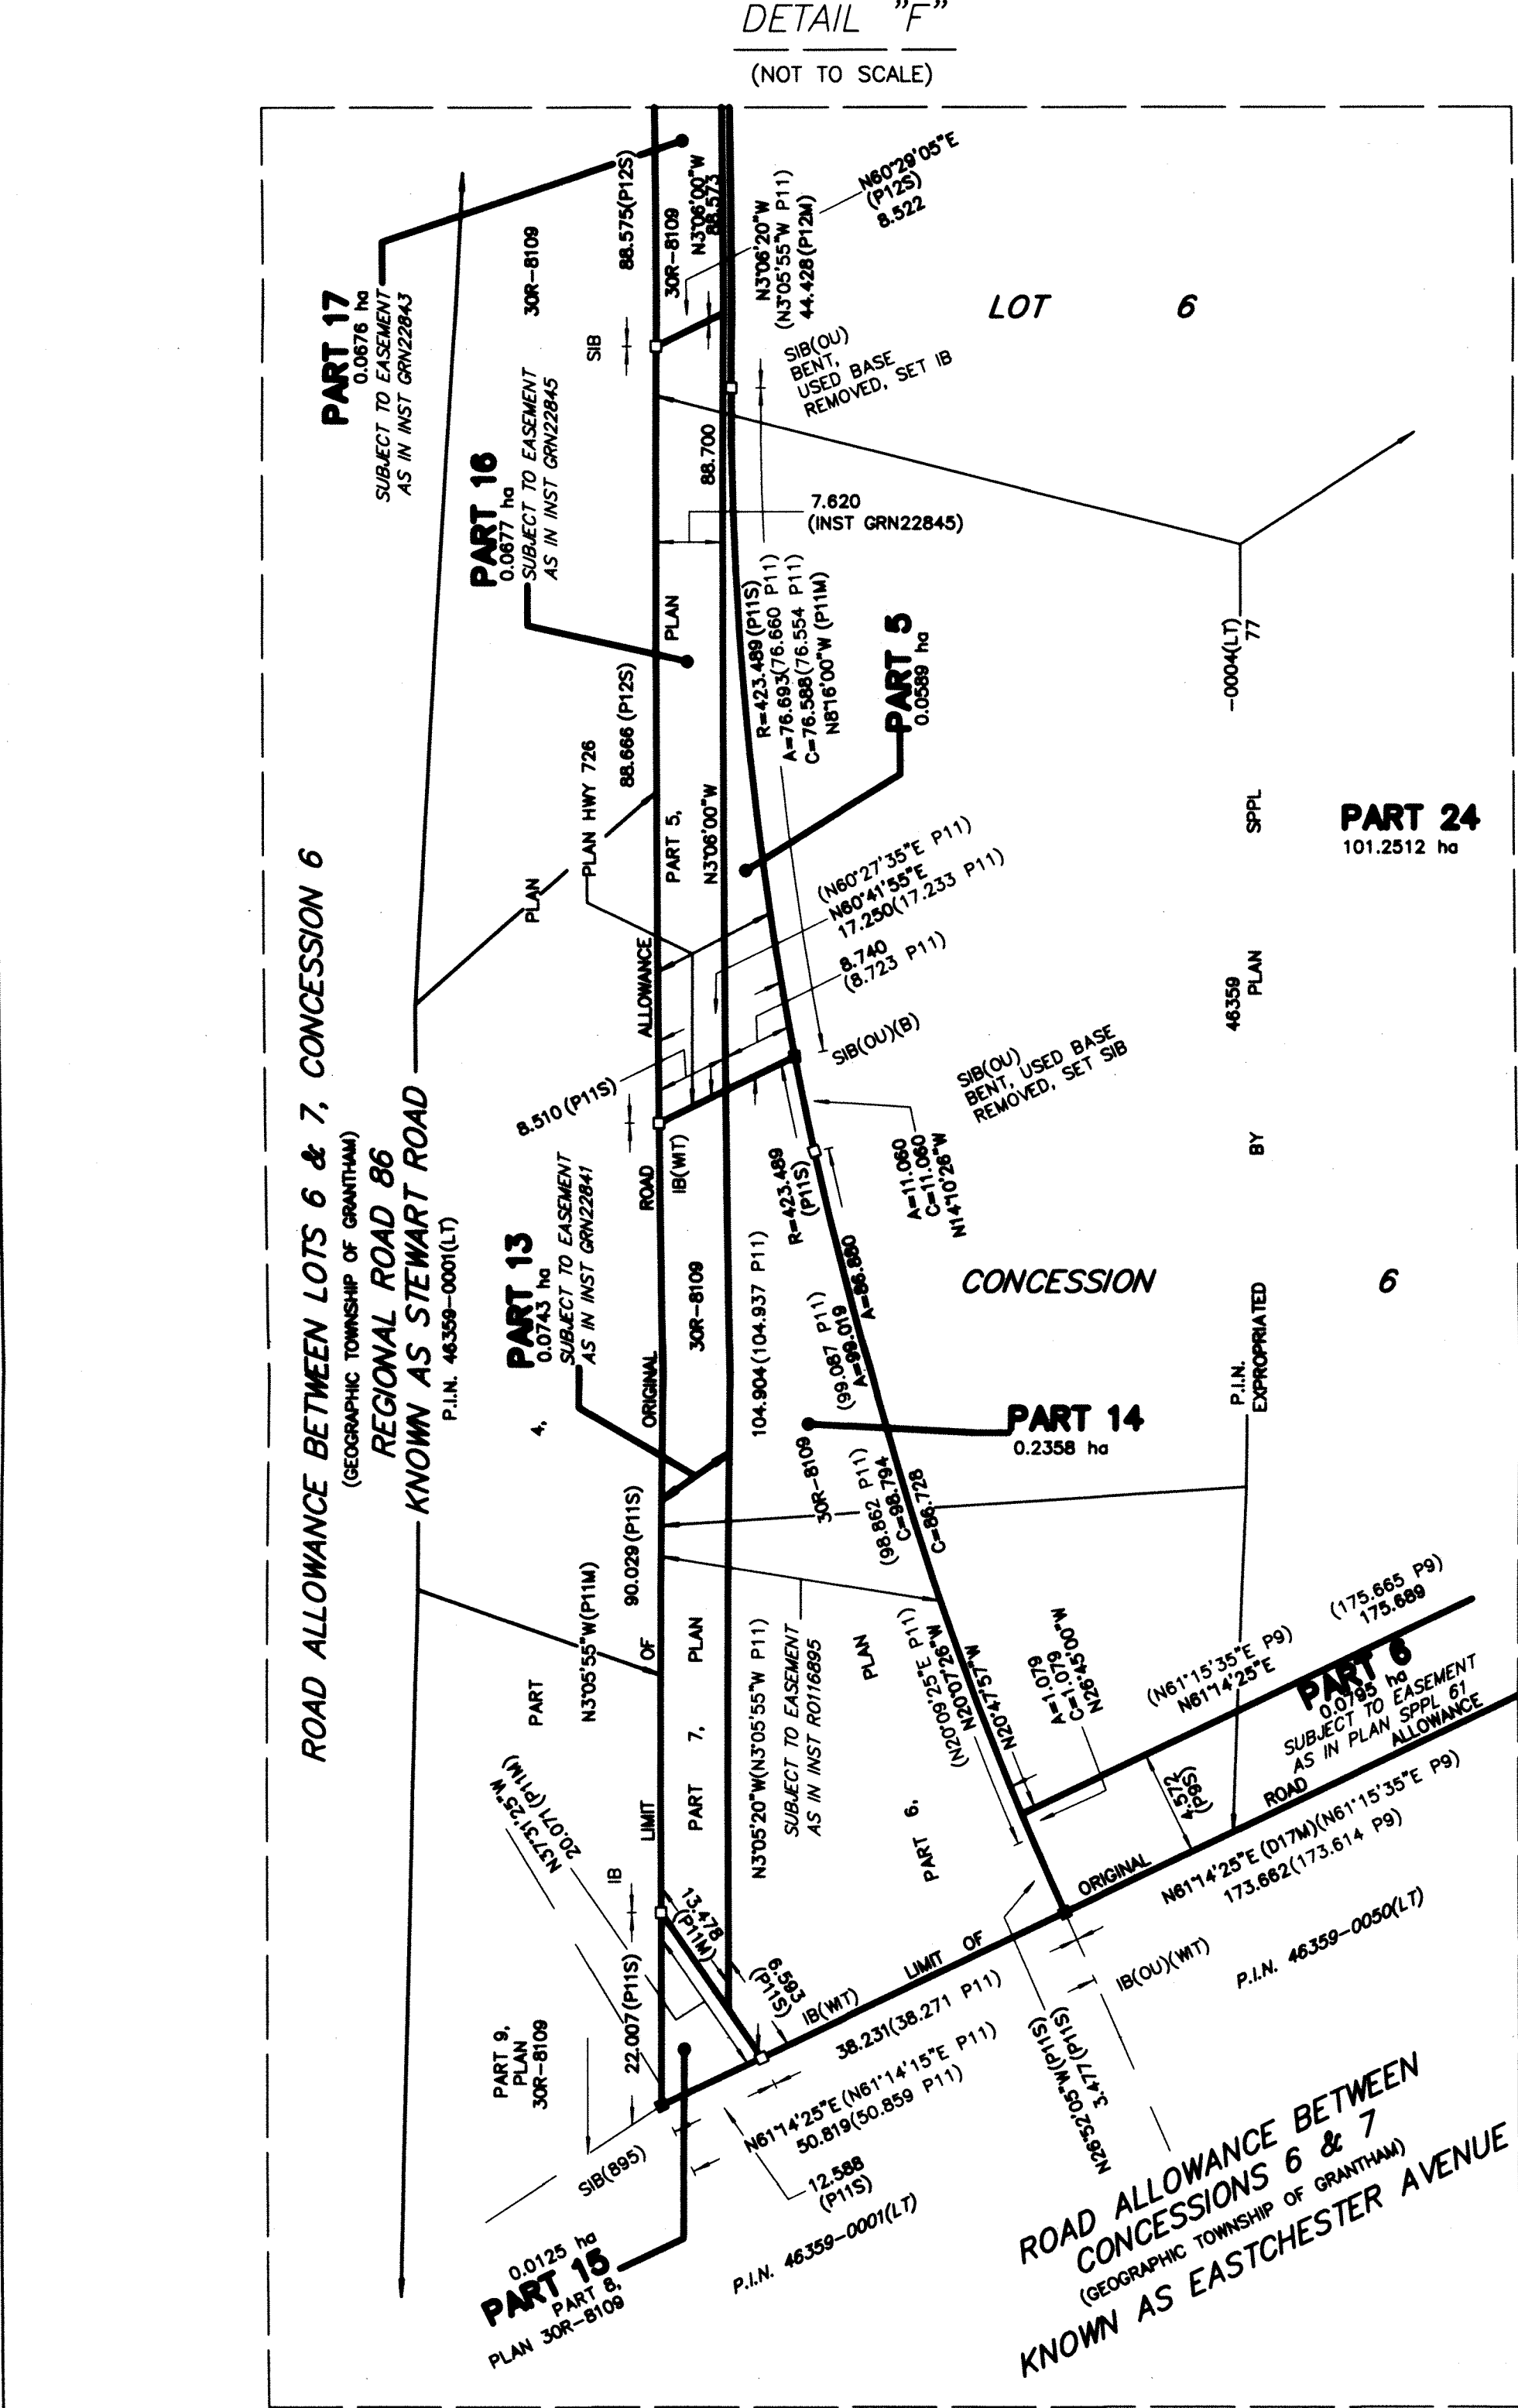 DETAIL "F"
(NOT TO SCALE)
PART 17
0.0676 ha
SUBJECT TO EASEMENT
AS IN INST GRN22843
30R-8109
88.575(P12S)
30R-8109
N3°06'00"W
88.573
N60°29'05"E
(P12S)
8.522
N3°06'20"W
(N3°05'55"W P11)
44.428(P12M)
SIB
SIB(OU)
BENT,
USED BASE
REMOVED, SET IB
LOT 6
PART 16
0.0677 ha
SUBJECT TO EASEMENT
AS IN INST GRN22845
88.700
7.620
(INST GRN22845)
PLAN
R=423.489(P11S)
A=76.693(76.660 P11)
C=76.588(76.554 P11)
N8°16'00"W (P11M)
PART 5
0.0589 ha
88.666(P12S)
PLAN HWY 726
PLAN
PART 5,
N3°06'00"W
(N60°27'35"E P11)
N60°41'55"E
17.250(17.233 P11)
8.740
(8.723 P11)
ALLOWANCE
SIB(OU)(B)
SIB(OU)
BENT, USED BASE
REMOVED, SET SIB
8.510(P11S)
-0004(LT)
77
SPPL
46359
PLAN
BY
P.I.N.
EXPROPRIATED
PART 24
101.2512 ha
ROAD ALLOWANCE BETWEEN LOTS 6 & 7, CONCESSION 6
(GEOGRAPHIC TOWNSHIP OF GRANTHAM)
REGIONAL ROAD 86
KNOWN AS STEWART ROAD
P.I.N. 46359-0001(LT)
PART 13
0.0743 ha
SUBJECT TO EASEMENT
AS IN INST GRN22841
4,
ROAD
IB(WIT)
ORIGINAL
30R-8109
104.904(104.937 P11)
R=423.489
(P11S)
A=11.060
C=11.060
N14°10'26"W
A=86.880
(99.087 P11)
A=99.019
CONCESSION 6
PART 14
0.2358 ha
30R-8109
(98.862 P11)
C=98.794
C=86.728
90.029(P11S)
N3°05'55"W(P11M)
PART
OF
PLAN
7,
PART
LIMIT
N3°05'20"W(N3°05'55"W P11)
SUBJECT TO EASEMENT
AS IN INST RO116895
PLAN
PART 6,
(N20°09'25"E P11)
N20°07'26"W
N20°47'57"W
A=1.079
C=1.079
N26°45'00"W
(N61°15'35"E P9)
N61°14'25"E
(175.665 P9)
175.689
PART 6
0.0795 ha
SUBJECT TO EASEMENT
AS IN PLAN SPPL 61
ROAD ALLOWANCE
4.572
(P9S)
ORIGINAL
N61°14'25"E(D17M)(N61°15'35"E P9)
173.662(173.614 P9)
P.I.N. 46359-0050(LT)
N37°31'25"W
20.071(P11M)
IB
13.478
(P11M)
6.593
(P11S)
22.007(P11S)
PART 9,
PLAN
30R-8109
IB(WIT)
LIMIT OF
38.231(38.271 P11)
IB(OU)(WIT)
N26°52'05"W(P11S)
3.477(P11S)
N61°14'25"E(N61°14'15"E P11)
50.819(50.859 P11)
SIB(895)
12.588
(P11S)
P.I.N. 46359-0001(LT)
0.0125 ha
PART 15
PART 8,
PLAN 30R-8109
ROAD ALLOWANCE BETWEEN
CONCESSIONS 6 & 7
(GEOGRAPHIC TOWNSHIP OF GRANTHAM)
KNOWN AS EASTCHESTER AVENUE